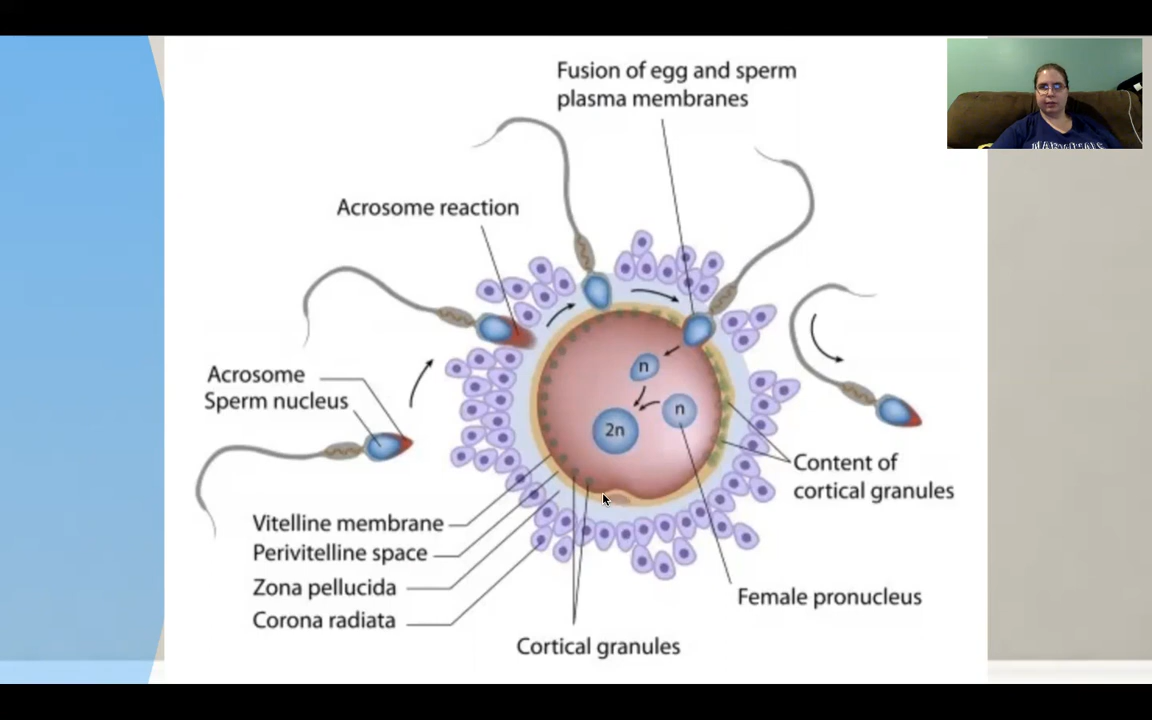 Fusion of egg and sperm
plasma membranes
Acrosome reaction
Acrosome
Sperm nucleus
n
n
2n
Content of
cortical granules
Vitelline membrane
Perivitelline space
Zona pellucida
Corona radiata
Female pronucleus
Cortical granules